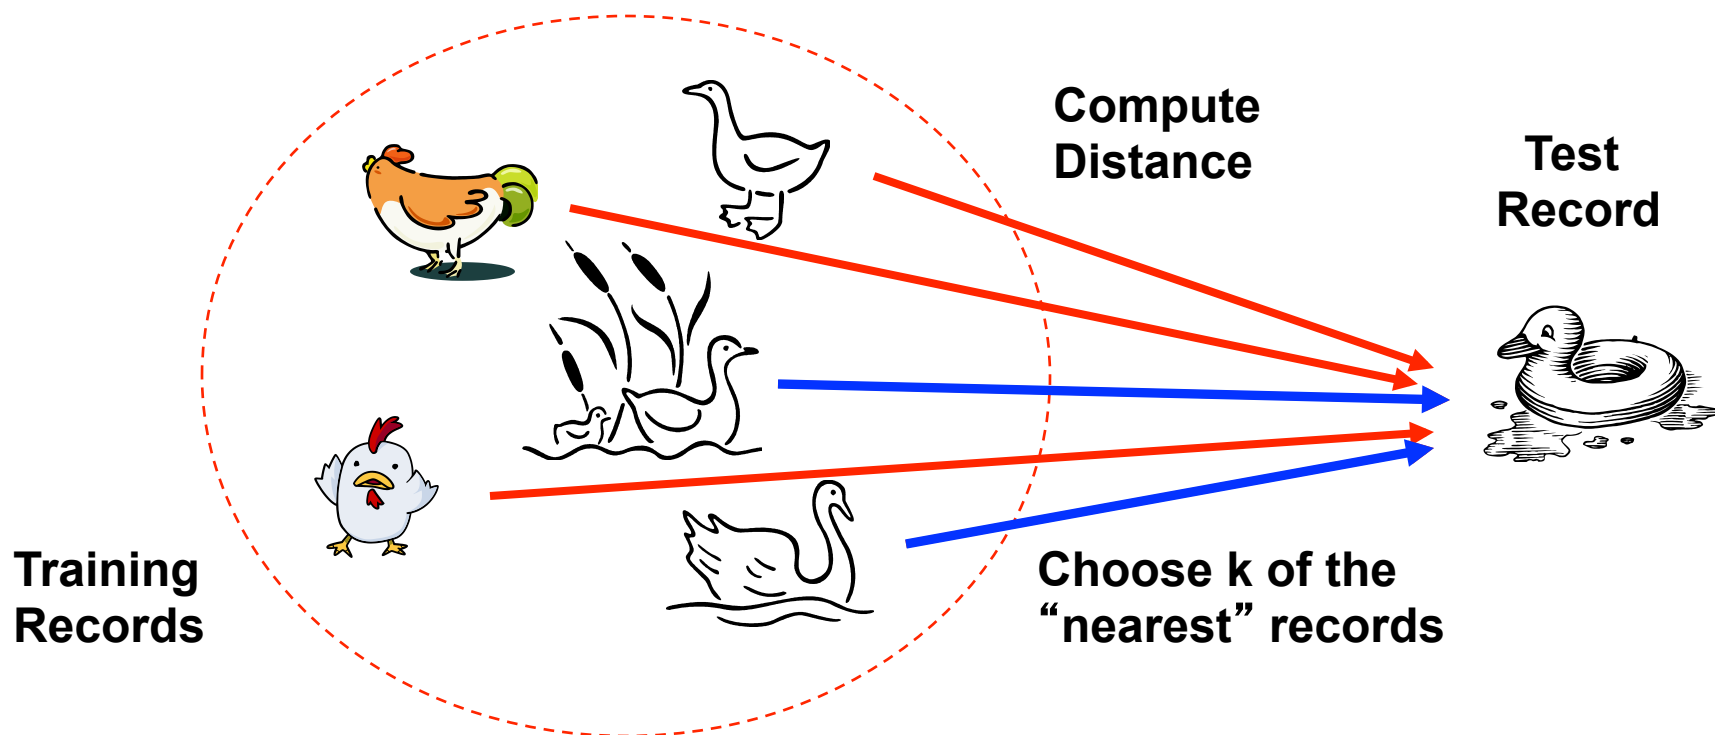 Compute
Distance
Test
Record
Training
Records
Choose k of the
“nearest” records